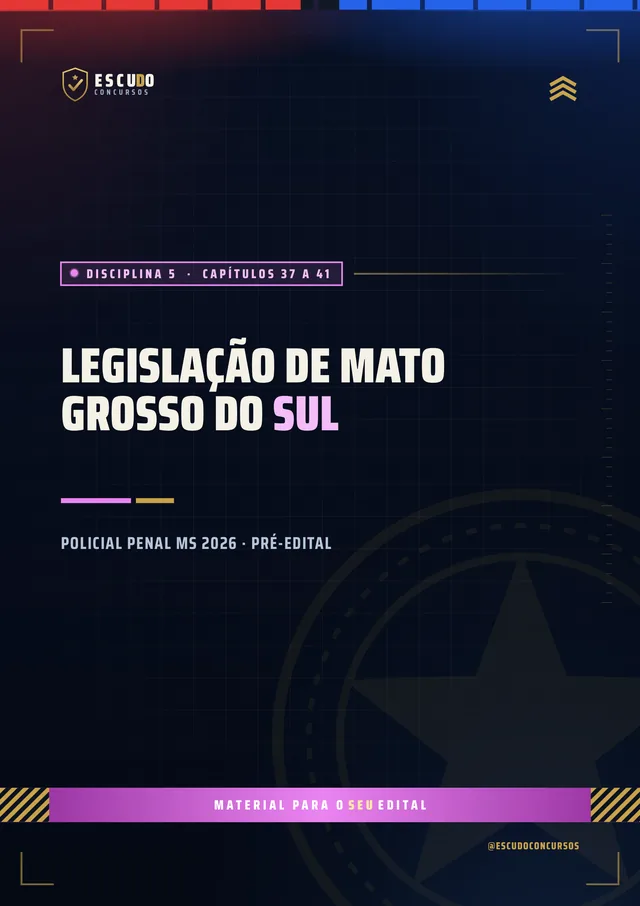 ESCUDO
CONCURSOS
DISCIPLINA 5 · CAPÍTULOS 37 A 41
LEGISLAÇÃO DE MATO
GROSSO DO SUL
POLICIAL PENAL MS 2026 · PRÉ-EDITAL
MATERIAL PARA O SEU EDITAL
@ESCUDOCONCURSOS